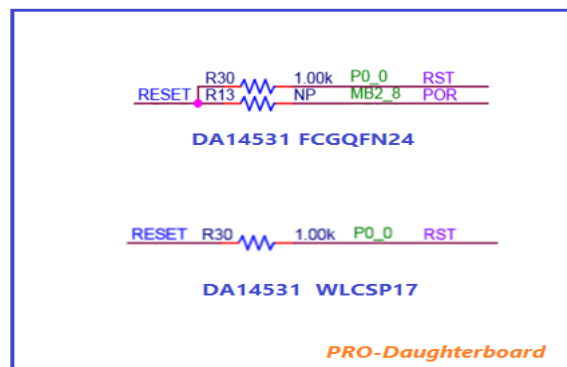 R30 1.00k P0_0 RST
RESET R13 NP MB2_8 POR
DA14531 FCGQFN24
RESET R30 1.00k P0_0 RST
DA14531 WLCSP17
PRO-Daughterboard